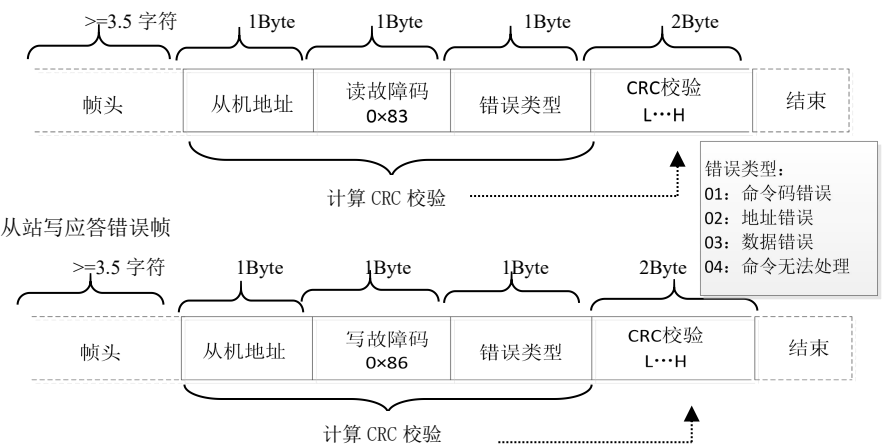 >=3.5 字符 1Byte 1Byte 1Byte 2Byte
帧头 从机地址 读故障码 错误类型 CRC校验 结束
0×83 L…H
计算 CRC 校验
错误类型：
01：命令码错误
02：地址错误
03：数据错误
04：命令无法处理
从站写应答错误帧
>=3.5 字符 1Byte 1Byte 1Byte 2Byte
帧头 从机地址 写故障码 错误类型 CRC校验 结束
0×86 L…H
计算 CRC 校验